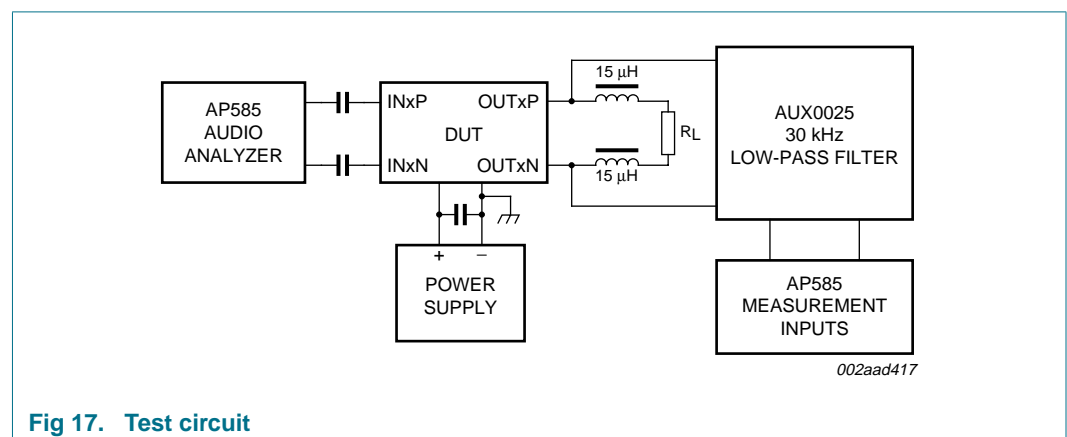 AP585
AUDIO
ANALYZER
INxP
OUTxP
DUT
INxN
OUTxN
15 μH
RL
15 μH
AUX0025
30 kHz
LOW-PASS FILTER
+ −
POWER
SUPPLY
AP585
MEASUREMENT
INPUTS
002aad417
Fig 17. Test circuit